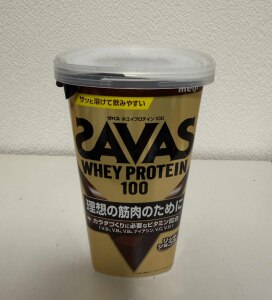 meiji
サッと溶けて飲みやすい
ザバス ホエイプロテイン100
SAVAS
WHEY PROTEIN
100
理想の筋肉のために
カラダづくりに必要なビタミン配合